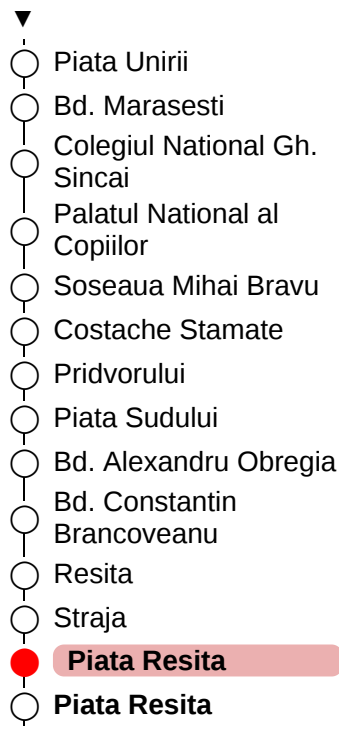 Piata Unirii
Bd. Marasesti
Colegiul National Gh.
Sincai
Palatul National al
Copiilor
Soseaua Mihai Bravu
Costache Stamate
Pridvorului
Piata Sudului
Bd. Alexandru Obregia
Bd. Constantin
Brancoveanu
Resita
Straja
Piata Resita
Piata Resita